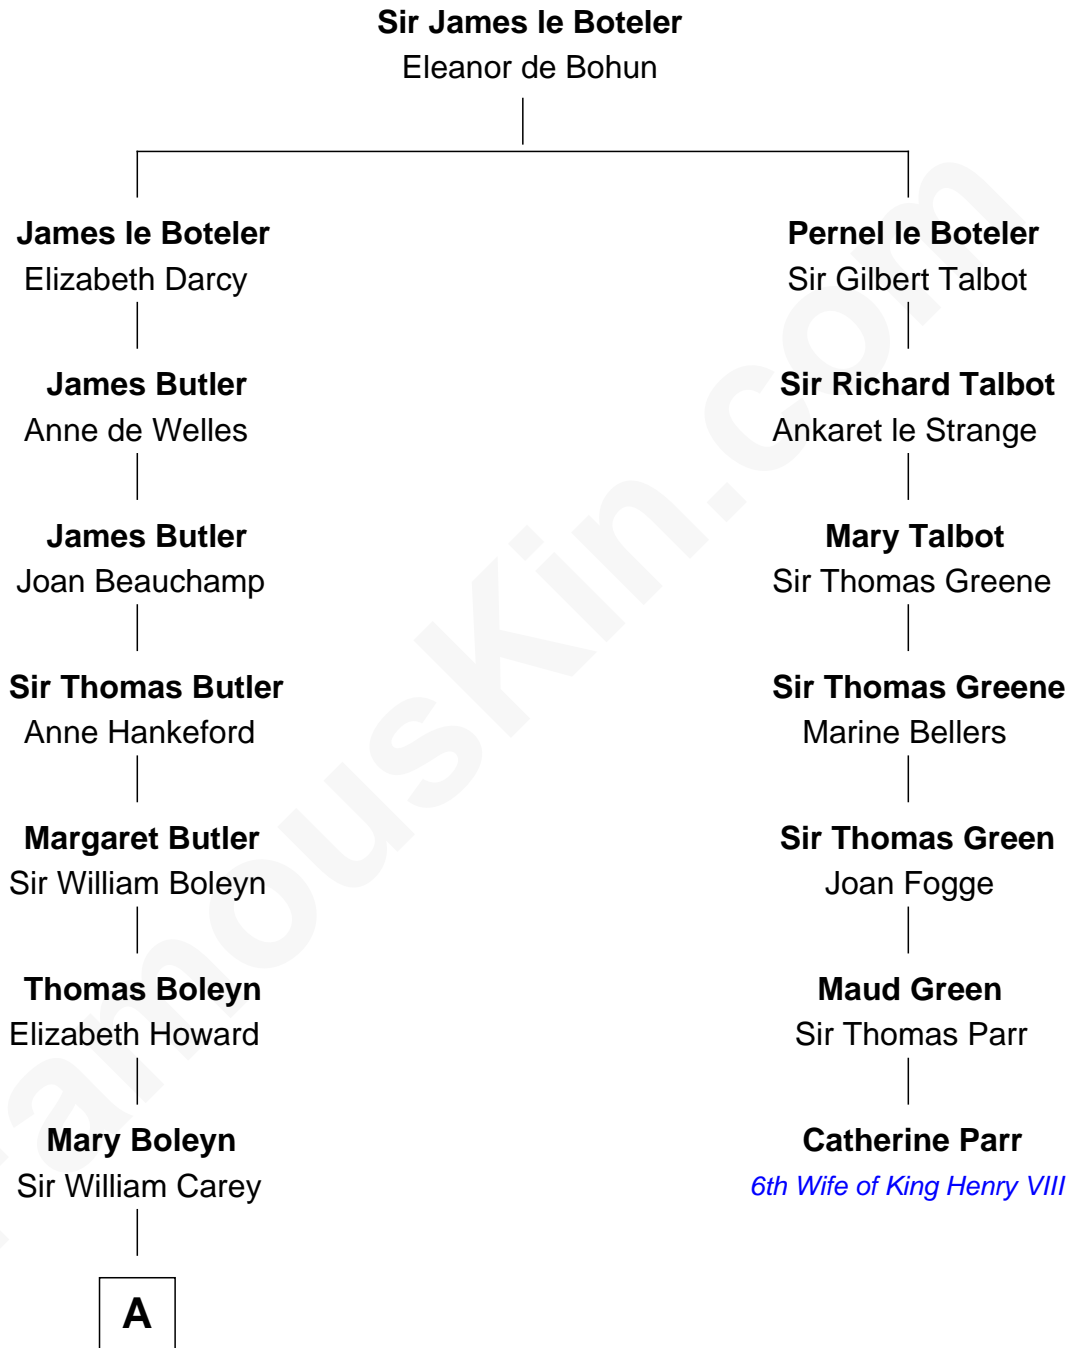 Sir James le Boteler
Eleanor de Bohun
James le Boteler
Elizabeth Darcy
James Butler
Anne de Welles
James Butler
Joan Beauchamp
Sir Thomas Butler
Anne Hankeford
Margaret Butler
Sir William Boleyn
Thomas Boleyn
Elizabeth Howard
Mary Boleyn
Sir William Carey
A
Pernel le Boteler
Sir Gilbert Talbot
Sir Richard Talbot
Ankaret le Strange
Mary Talbot
Sir Thomas Greene
Sir Thomas Greene
Marine Bellers
Sir Thomas Green
Joan Fogge
Maud Green
Sir Thomas Parr
Catherine Parr
6th Wife of King Henry VIII
FamousKin.com